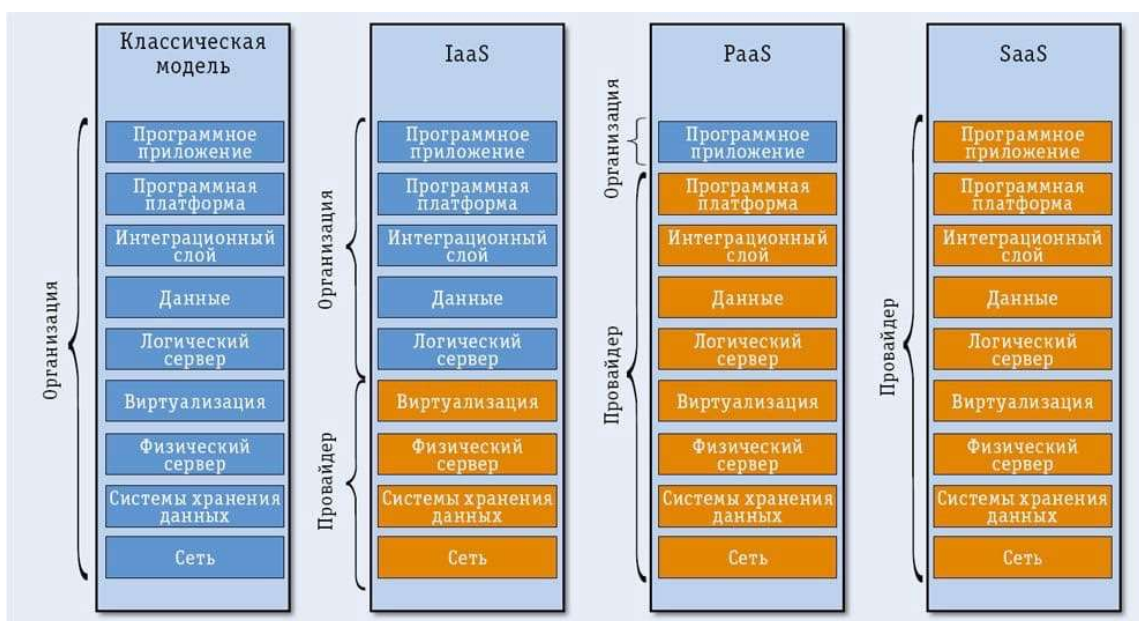 Классическая
модель
Организация
Программное
приложение
Программная
платформа
Интеграционный
слой
Данные
Логический
сервер
Виртуализация
Физический
сервер
Системы хранения
данных
Сеть
IaaS
Организация
Провайдер
Программное
приложение
Программная
платформа
Интеграционный
слой
Данные
Логический
сервер
Виртуализация
Физический
сервер
Системы хранения
данных
Сеть
PaaS
Организация
Провайдер
Программное
приложение
Программная
платформа
Интеграционный
слой
Данные
Логический
сервер
Виртуализация
Физический
сервер
Системы хранения
данных
Сеть
SaaS
Провайдер
Программное
приложение
Программная
платформа
Интеграционный
слой
Данные
Логический
сервер
Виртуализация
Физический
сервер
Системы хранения
данных
Сеть